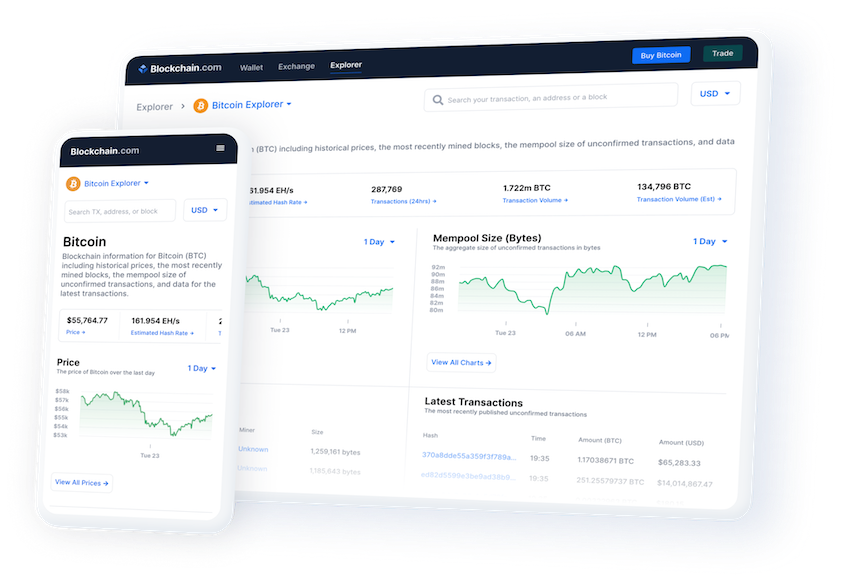 Blockchain.com
Wallet
Exchange
Explorer
Buy Bitcoin
Trade
Explorer > Bitcoin Explorer
Search your transaction, an address or a block
USD
(BTC) including historical prices, the most recently mined blocks, the mempool size of unconfirmed transactions, and data
61.954 EH/s
287,769
1.722m BTC
134,796 BTC
stimated Hash Rate →
Transactions (24hrs) →
Transaction Volume →
Transaction Volume (Est) →
1 Day
Tue 23
12 PM
Mempool Size (Bytes)
The aggregate size of unconfirmed transactions in bytes
1 Day
92m
90m
88m
86m
84m
82m
80m
Tue 23
06 AM
12 PM
06 PM
View All Charts →
Miner
Size
Unknown
1,259,161 bytes
Unknown
1,185,643 bytes
Latest Transactions
The most recently published unconfirmed transactions
Hash
Time
Amount (BTC)
Amount (USD)
370a8dde55a359f3f789a...
19:35
1.17038671 BTC
$65,283.33
ed82d5599e3be9ad38b9...
19:35
251.25579737 BTC
$14,014,867.47
Blockchain.com
Bitcoin Explorer
Search TX, address, or block
USD
Bitcoin
Blockchain information for Bitcoin (BTC)
including historical prices, the most recently
mined blocks, the mempool size of
unconfirmed transactions, and data for the
latest transactions.
$55,764.77
161.954 EH/s
2
Price →
Estimated Hash Rate →
Price
The price of Bitcoin over the last day
1 Day
$58k
$57k
$56k
$55k
$54k
$53k
Tue 23
View All Prices →